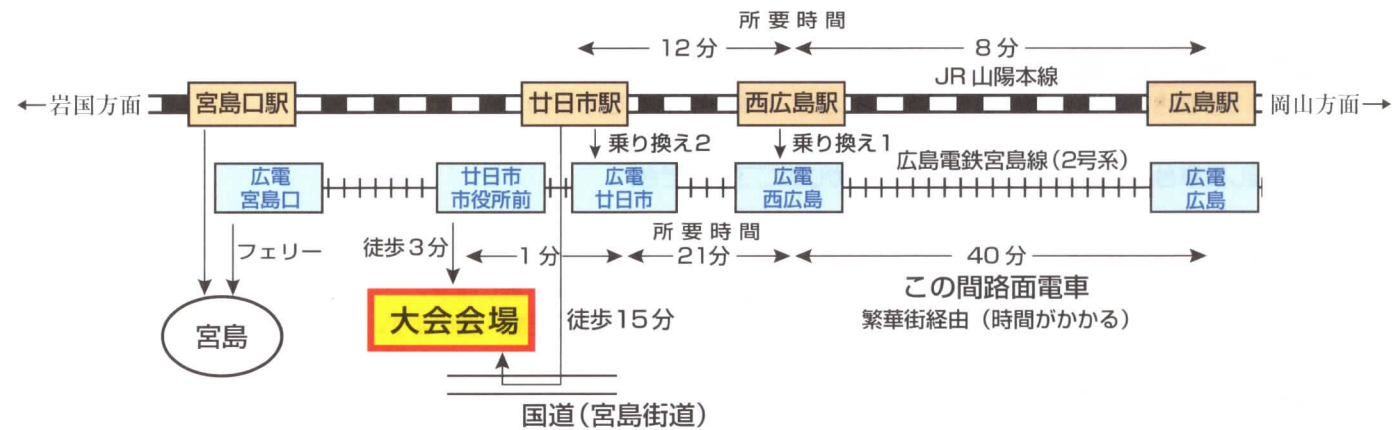 所要時間
12分
8分
JR山陽本線
←岩国方面
宮島口駅
廿日市駅
西広島駅
広島駅
岡山方面→
乗り換え2
乗り換え1
広島電鉄宮島線(2号系)
広電
宮島口
廿日市
市役所前
広電
廿日市
広電
西広島
広電
広島
フェリー
徒歩3分
所要時間
1分
21分
40分
この間路面電車
繁華街経由(時間がかかる)
大会会場
徒歩15分
宮島
国道(宮島街道)